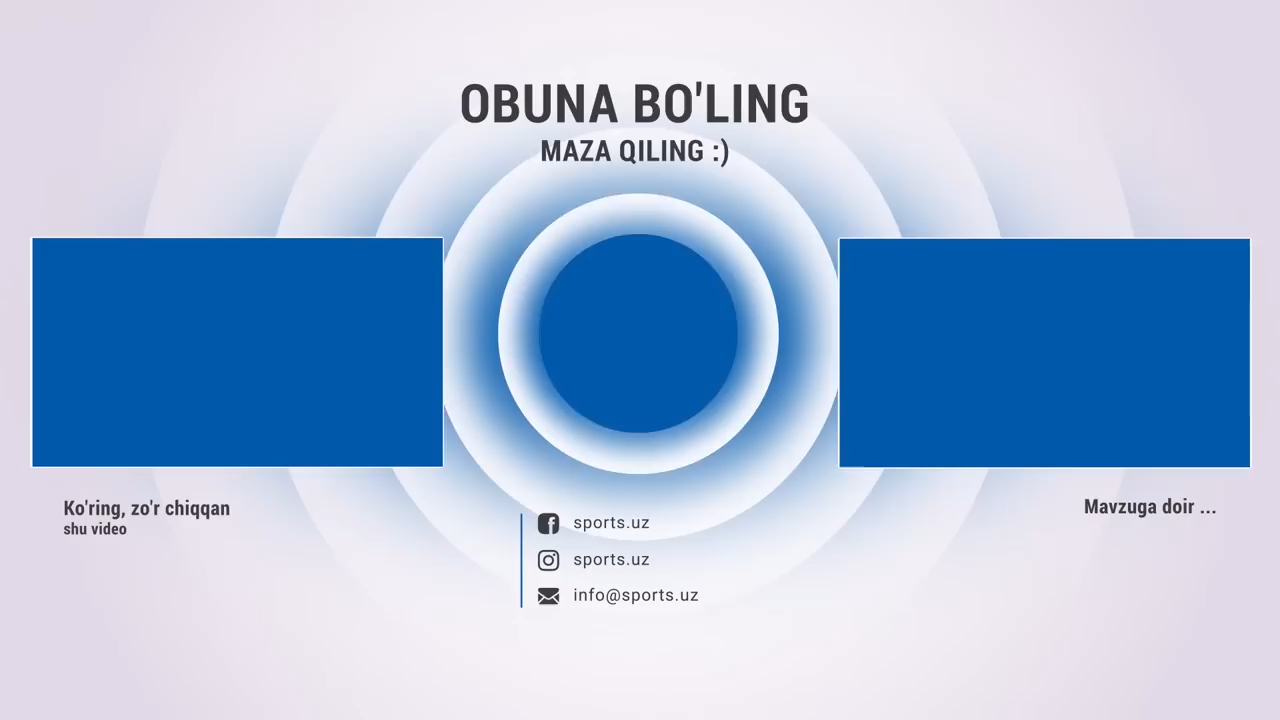 OBUNA BO'LING
MAZA QILING :)
Ko'ring, zo'r chiqqan
shu video
Mavzuga doir ...
sports.uz
sports.uz
info@sports.uz